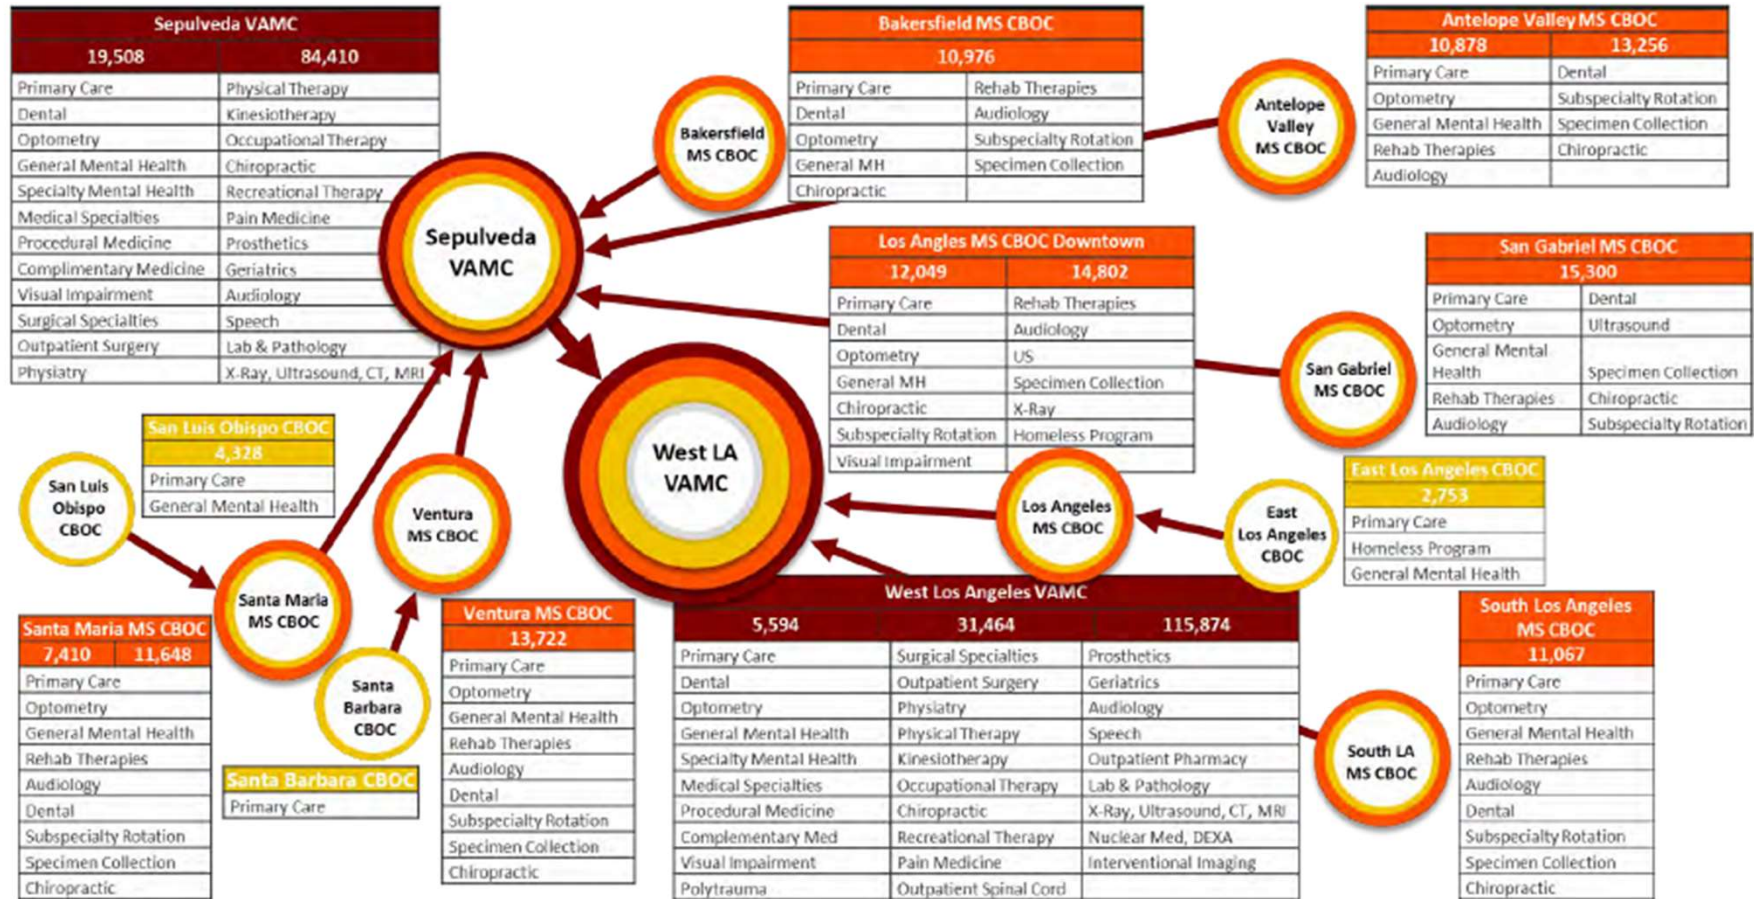 Sepulveda VAMC
19,508 84,410
Primary Care Physical Therapy
Dental Kinesiotherapy
Optometry Occupational Therapy
General Mental Health Chiropractic
Specialty Mental Health Recreational Therapy
Medical Specialties Pain Medicine
Procedural Medicine Prosthetics
Complimentary Medicine Geriatrics
Visual Impairment Audiology
Surgical Specialties Speech
Outpatient Surgery Lab & Pathology
Physiatry X-Ray, Ultrasound, CT, MRI
Sepulveda
VAMC
Bakersfield
MS CBOC
Bakersfield MS CBOC
10,976
Primary Care Rehab Therapies
Dental Audiology
Optometry Subspecialty Rotation
General MH Specimen Collection
Chiropractic
Antelope
Valley
MS CBOC
Antelope Valley MS CBOC
10,878 13,256
Primary Care Dental
Optometry Subspecialty Rotation
General Mental Health Specimen Collection
Rehab Therapies Chiropractic
Audiology
Los Angles MS CBOC Downtown
12,049 14,802
Primary Care Rehab Therapies
Dental Audiology
Optometry US
General MH Specimen Collection
Chiropractic X-Ray
Subspecialty Rotation Homeless Program
Visual Impairment
San Gabriel
MS CBOC
San Gabriel MS CBOC
15,300
Primary Care Dental
Optometry Ultrasound
General Mental
Health Specimen Collection
Rehab Therapies Chiropractic
Audiology Subspecialty Rotation
West LA
VAMC
San Luis
Obispo
CBOC
San Luis Obispo CBOC
4,328
Primary Care
General Mental Health
Ventura
MS CBOC
Los Angeles
MS CBOC
East
Los Angeles
CBOC
East Los Angeles CBOC
2,753
Primary Care
Homeless Program
General Mental Health
Santa Maria
MS CBOC
Santa Maria MS CBOC
7,410 11,648
Primary Care
Optometry
General Mental Health
Rehab Therapies
Audiology
Dental
Subspecialty Rotation
Specimen Collection
Chiropractic
Santa
Barbara
CBOC
Santa Barbara CBOC
Primary Care
Ventura MS CBOC
13,722
Primary Care
Optometry
General Mental Health
Rehab Therapies
Audiology
Dental
Subspecialty Rotation
Specimen Collection
Chiropractic
West Los Angeles VAMC
5,594 31,464 115,874
Primary Care Surgical Specialties Prosthetics
Dental Outpatient Surgery Geriatrics
Optometry Physiatry Audiology
General Mental Health Physical Therapy Speech
Specialty Mental Health Kinesiotherapy Outpatient Pharmacy
Medical Specialties Occupational Therapy Lab & Pathology
Procedural Medicine Chiropractic X-Ray, Ultrasound, CT, MRI
Complementary Med Recreational Therapy Nuclear Med, DEXA
Visual Impairment Pain Medicine Interventional Imaging
Polytrauma Outpatient Spinal Cord
South LA
MS CBOC
South Los Angeles
MS CBOC
11,067
Primary Care
Optometry
General Mental Health
Rehab Therapies
Audiology
Dental
Subspecialty Rotation
Specimen Collection
Chiropractic